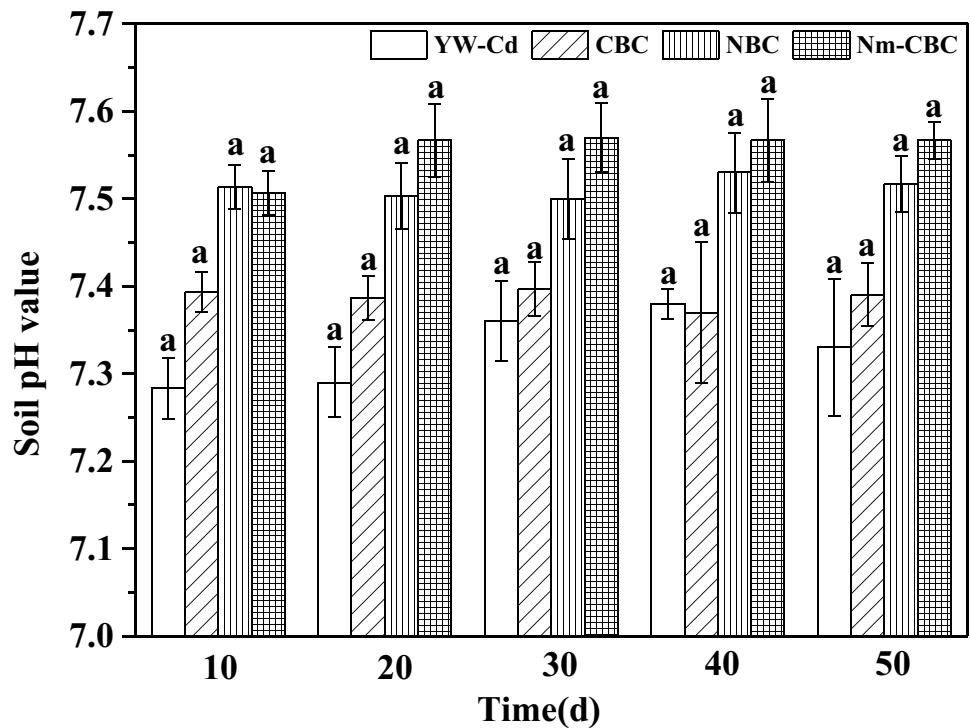 7.7
YW-Cd CBC NBC Nm-CBC
a a a a a a a a a a a a a a a a a a a a
7.6
7.5
7.4
7.3
7.2
7.1
7.0
Soil pH value
10 20 30 40 50
Time(d)